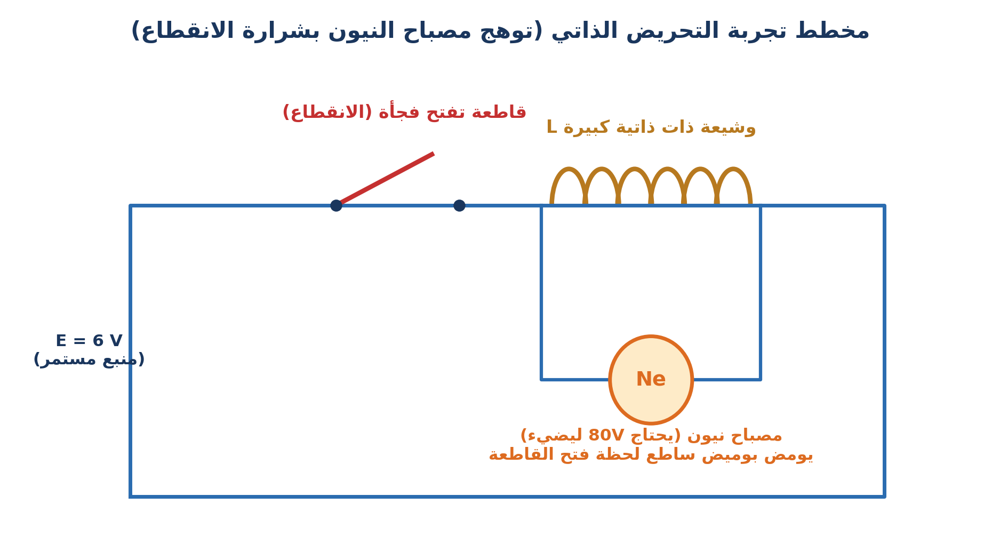 مخطط تجربة التحريض الذاتي (توهج مصباح النيون بشرارة الانقطاع)
قاطعة تفتح فجأة (الانقطاع)
وشيعة ذات ذاتية كبيرة L
E = 6 V
(منبع مستمر)
Ne
مصباح نيون (يحتاج 80V ليضيء)
يومض بوميض ساطع لحظة فتح القاطعة